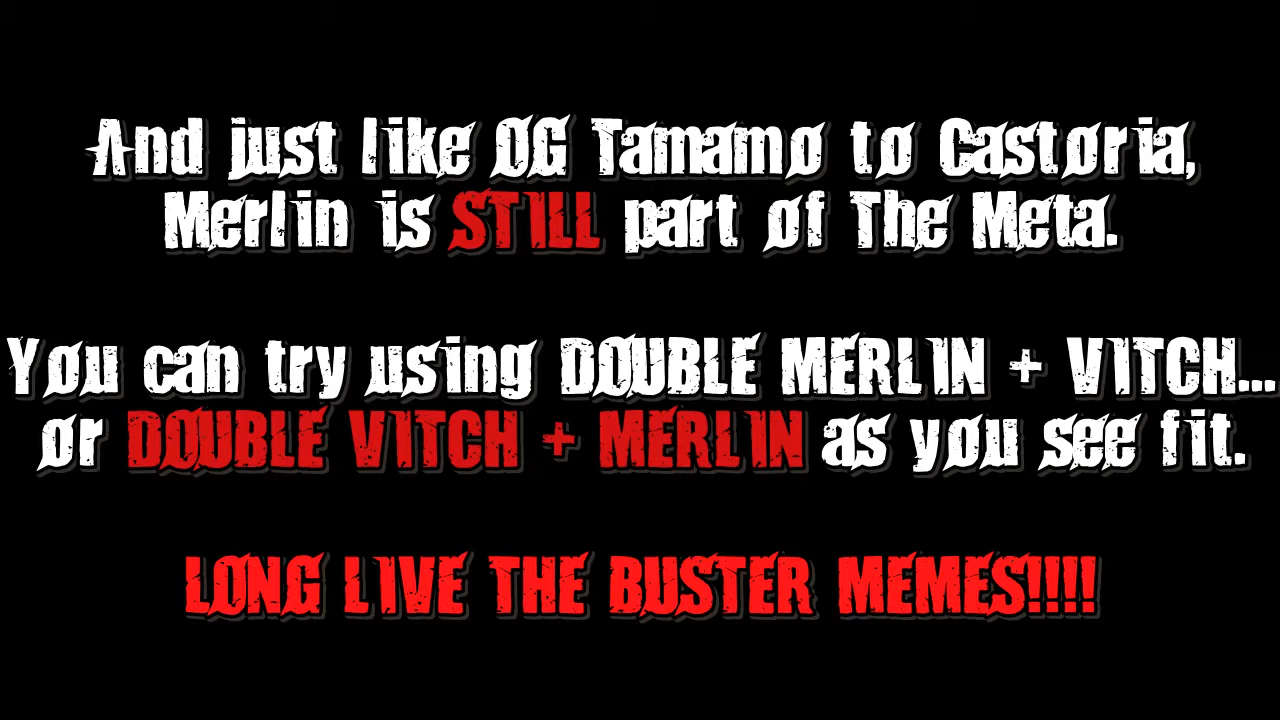 And just like OG Tamamo to Castoria,
Merlin is STILL part of The Meta.
You can try using DOUBLE MERLIN + VITCH...
or DOUBLE VITCH + MERLIN as you see fit.
LONG LIVE THE BUSTER MEMES!!!!